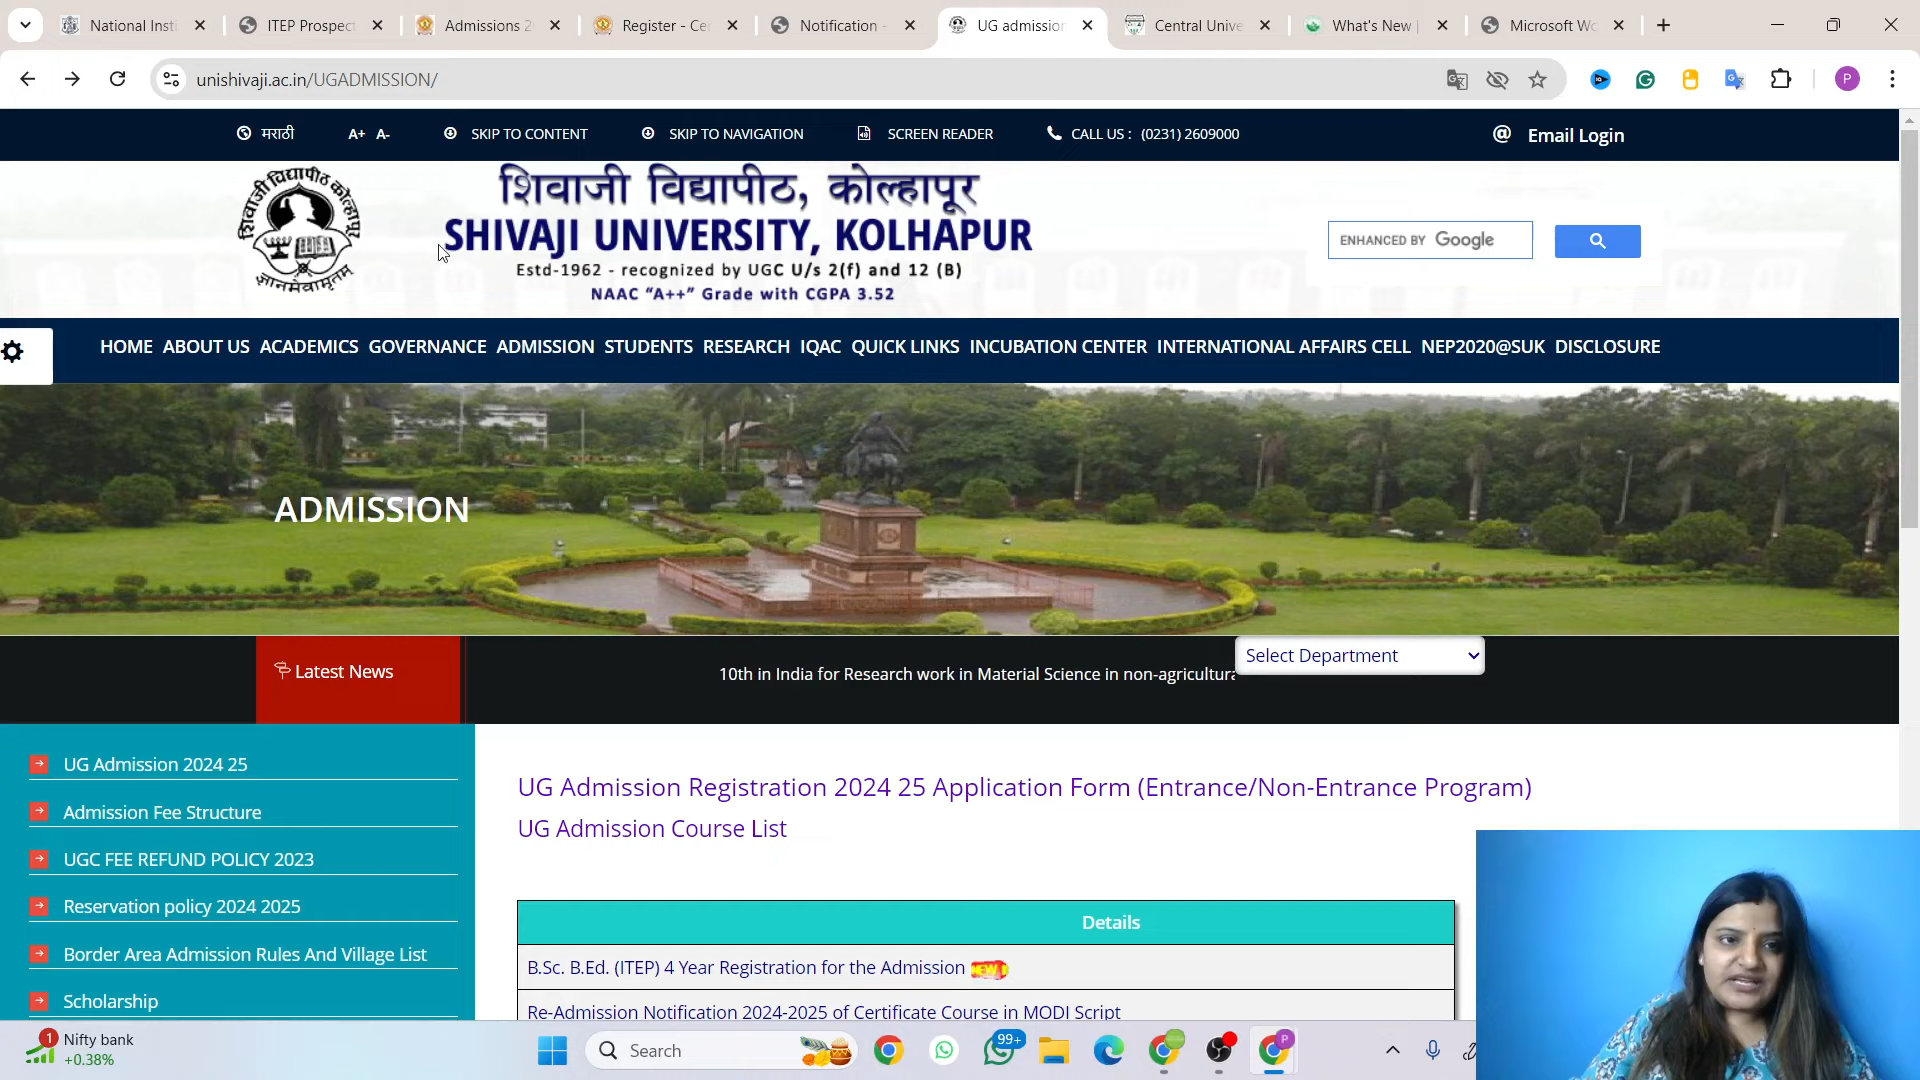 National Insti
ITEP Prospect
Admissions 2
Register - Cer
Notification -
UG admission
Central Unive
What's New |
Microsoft Wo
unishivaji.ac.in/UGADMISSION/
P
मराठी
A+ A-
SKIP TO CONTENT
SKIP TO NAVIGATION
SCREEN READER
CALL US : (0231) 2609000
@ Email Login
शिवाजी विद्यापीठ, कोल्हापूर
SHIVAJI UNIVERSITY, KOLHAPUR
Estd-1962 - recognized by UGC U/s 2(f) and 12 (B)
NAAC “A++” Grade with CGPA 3.52
शिवाजी विद्यापीठ कोल्हापूर
ज्ञानमेवामृतम्
ENHANCED BY Google
HOME ABOUT US ACADEMICS GOVERNANCE ADMISSION STUDENTS RESEARCH IQAC QUICK LINKS INCUBATION CENTER INTERNATIONAL AFFAIRS CELL NEP2020@SUK DISCLOSURE
ADMISSION
Latest News
10th in India for Research work in Material Science in non-agricultura
Select Department
UG Admission 2024 25
Admission Fee Structure
UGC FEE REFUND POLICY 2023
Reservation policy 2024 2025
Border Area Admission Rules And Village List
Scholarship
UG Admission Registration 2024 25 Application Form (Entrance/Non-Entrance Program)
UG Admission Course List
Details
B.Sc. B.Ed. (ITEP) 4 Year Registration for the Admission NEW
Re-Admission Notification 2024-2025 of Certificate Course in MODI Script
1
Nifty bank
+0.38%
Search
99+
P